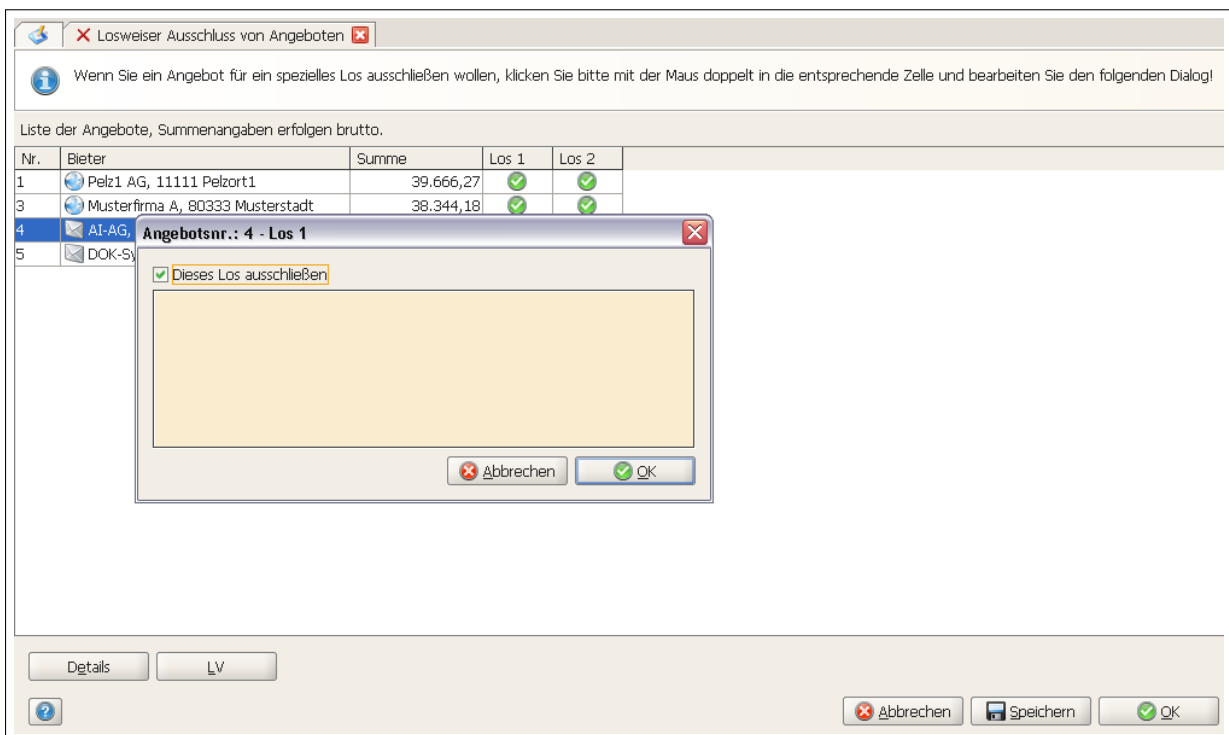 Losweiser Ausschluss von Angeboten
Wenn Sie ein Angebot für ein spezielles Los ausschließen wollen, klicken Sie bitte mit der Maus doppelt in die entsprechende Zelle und bearbeiten Sie den folgenden Dialog!
Liste der Angebote, Summenangaben erfolgen brutto.
Nr. Bieter Summe Los 1 Los 2
1 Pelz1 AG, 11111 Pelzort1 39.666,27
3 Musterfirma A, 80333 Musterstadt 38.344,18
4 AI-AG,
5 DOK-Sy
Angebotsnr.: 4 - Los 1
Dieses Los ausschließen
Abbrechen OK
Details LV
Abbrechen Speichern OK